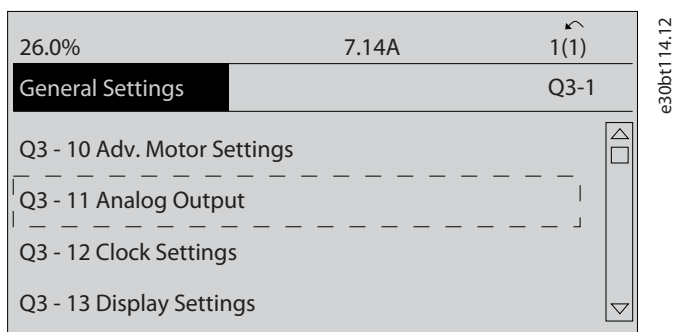 26.0% 7.14A 1(1)
General Settings Q3-1
Q3 - 10 Adv. Motor Settings
Q3 - 11 Analog Output
Q3 - 12 Clock Settings
Q3 - 13 Display Settings
e30bt114.12